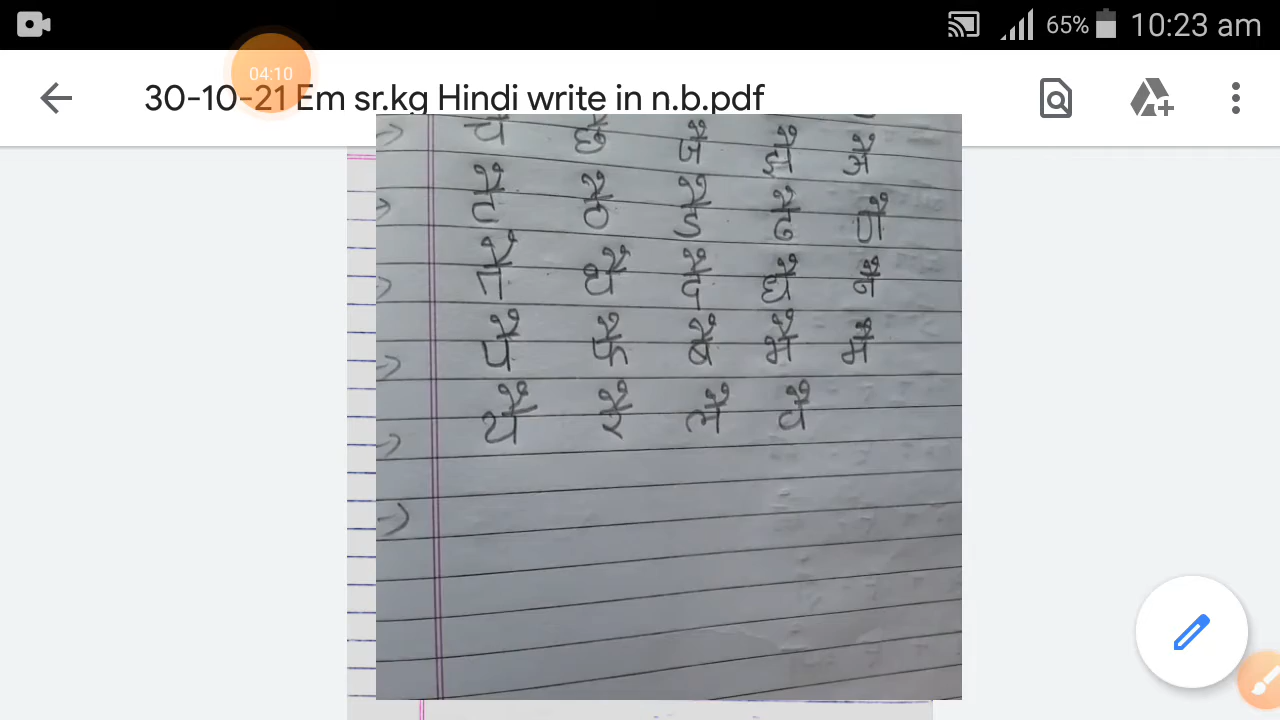 65% 10:23 am
04:10
30-10-21 Em sr.kg Hindi write in n.b.pdf
→ चै छै जै झै ञै
→ टै ठै डै ढै णै
→ तै थै दै धै नै
→ पै फै बै भै मै
→ यै रै लै वै
→